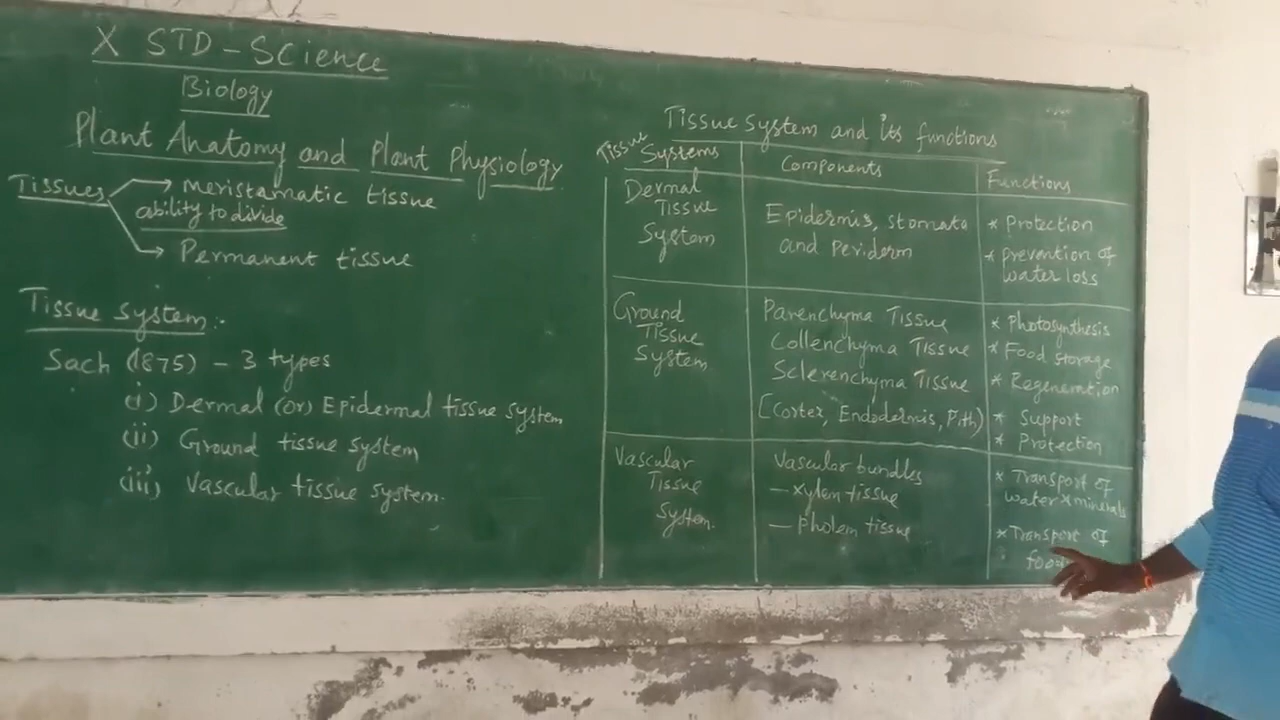 X STD - Science
Biology
Plant Anatomy and Plant Physiology
Tissues → meristamatic tissue
ability to divide
→ Permanent tissue
Tissue system:-
Sach (1875) - 3 types
(i) Dermal (or) Epidermal tissue system
(ii) Ground tissue system
(iii) Vascular tissue system.
Tissue system and its functions
Tissue Systems
Components
Functions
Dermal
Tissue
System
Epidermis, stomata
and periderm
* Protection
* prevention of
water loss
Ground
Tissue
System
Parenchyma Tissue
Collenchyma Tissue
Sclerenchyma Tissue
[Cortex, Endodermis, Pith)
* Photosynthesis
* Food storage
* Regeneration
* Support
* Protection
Vascular
Tissue
System.
Vascular bundles
- xylem tissue
- Pholem tissue
* Transport of
water & minerals
* Transport of